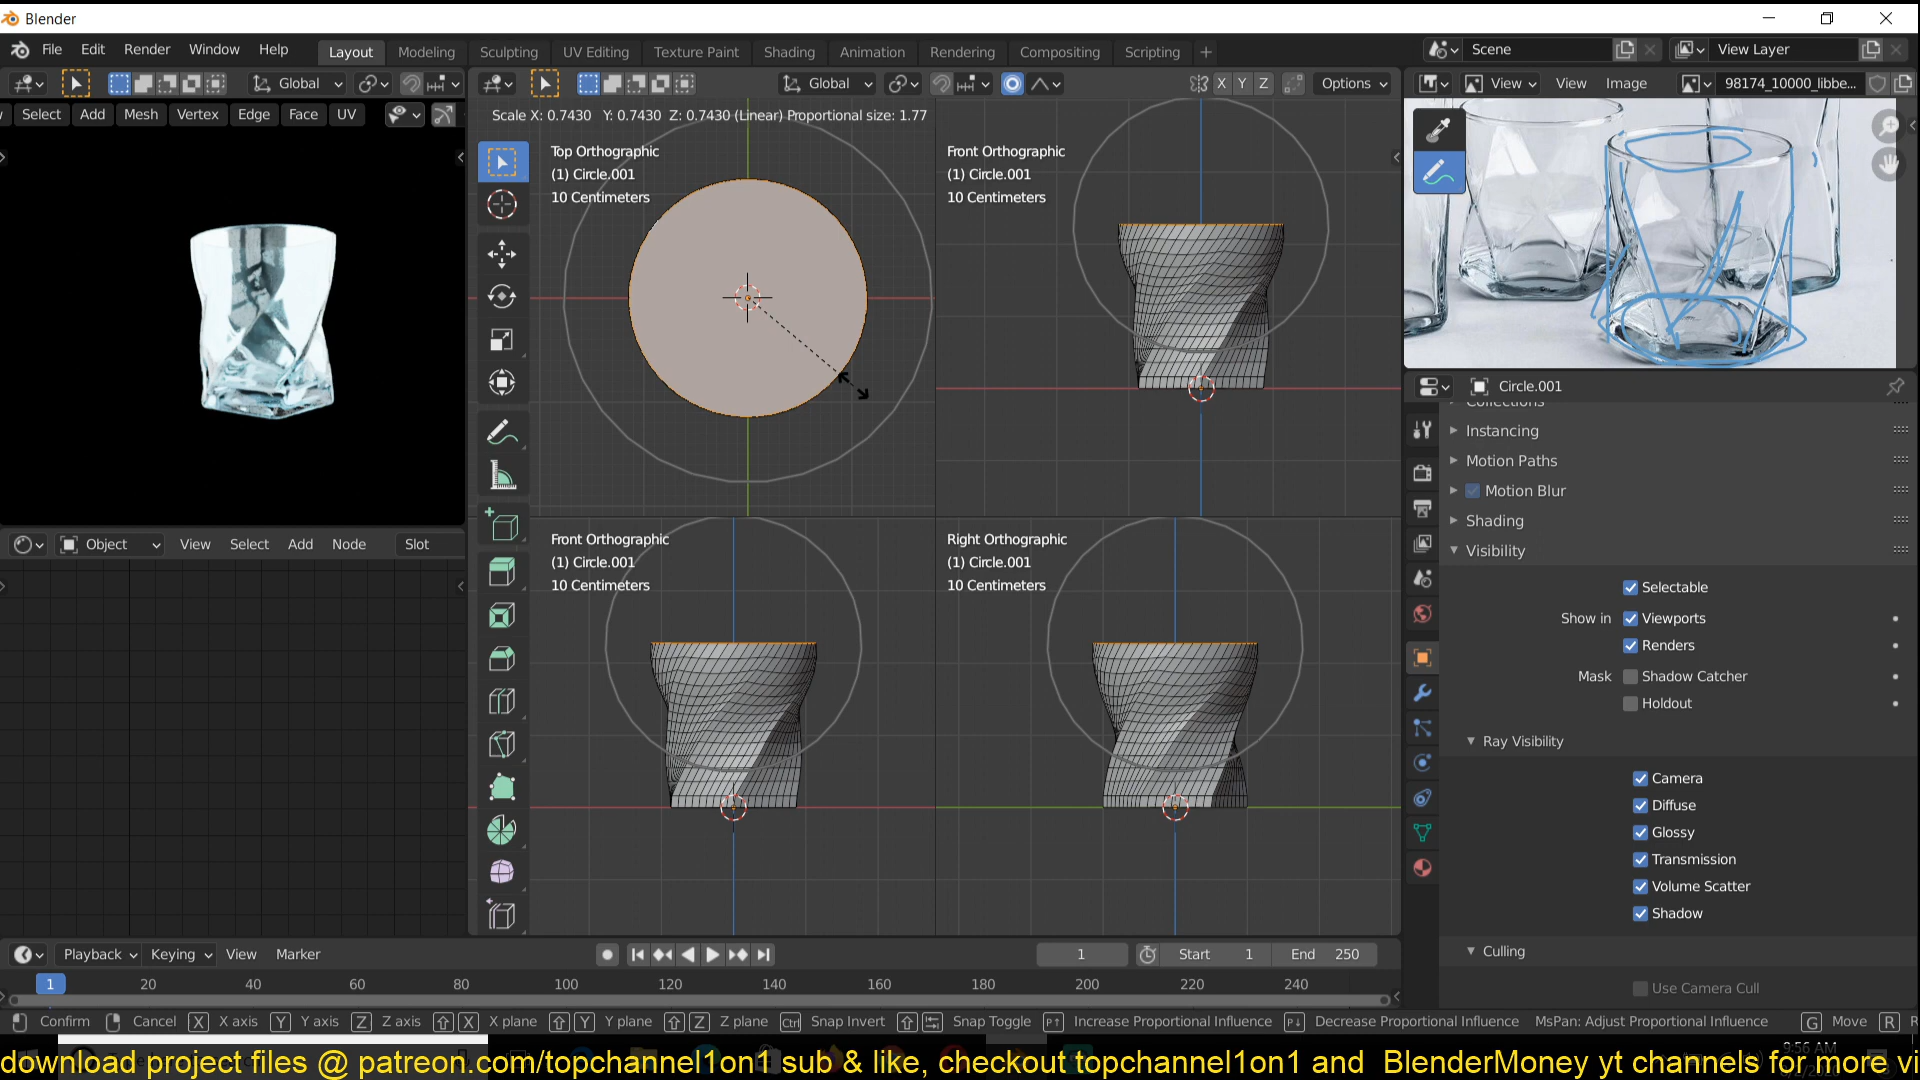 Blender
File Edit Render Window Help
Layout Modeling Sculpting UV Editing Texture Paint Shading Animation Rendering Compositing Scripting +
Scene View Layer
Global
Global X Y Z Options
View View Image 98174_10000_libbe...
Select Add Mesh Vertex Edge Face UV
Scale X: 0.7430 Y: 0.7430 Z: 0.7430 (Linear) Proportional size: 1.77
Top Orthographic
(1) Circle.001
10 Centimeters
Front Orthographic
(1) Circle.001
10 Centimeters
Front Orthographic
(1) Circle.001
10 Centimeters
Right Orthographic
(1) Circle.001
10 Centimeters
Circle.001
Collections
Instancing
Motion Paths
Motion Blur
Shading
Visibility
Selectable
Show in Viewports
Renders
Mask Shadow Catcher
Holdout
Ray Visibility
Camera
Diffuse
Glossy
Transmission
Volume Scatter
Shadow
Culling
Use Camera Cull
Object View Select Add Node Slot
Playback Keying View Marker
1 Start 1 End 250
1 20 40 60 80 100 120 140 160 180 200 220 240
Confirm Cancel X X axis Y Y axis Z Z axis X X plane Y Y plane Z Z plane Ctrl Snap Invert Snap Toggle Increase Proportional Influence Decrease Proportional Influence MsPan: Adjust Proportional Influence G Move R
9:56 AM
download project files @ patreon.com/topchannel1on1 sub & like, checkout topchannel1on1 and BlenderMoney yt channels for more vi